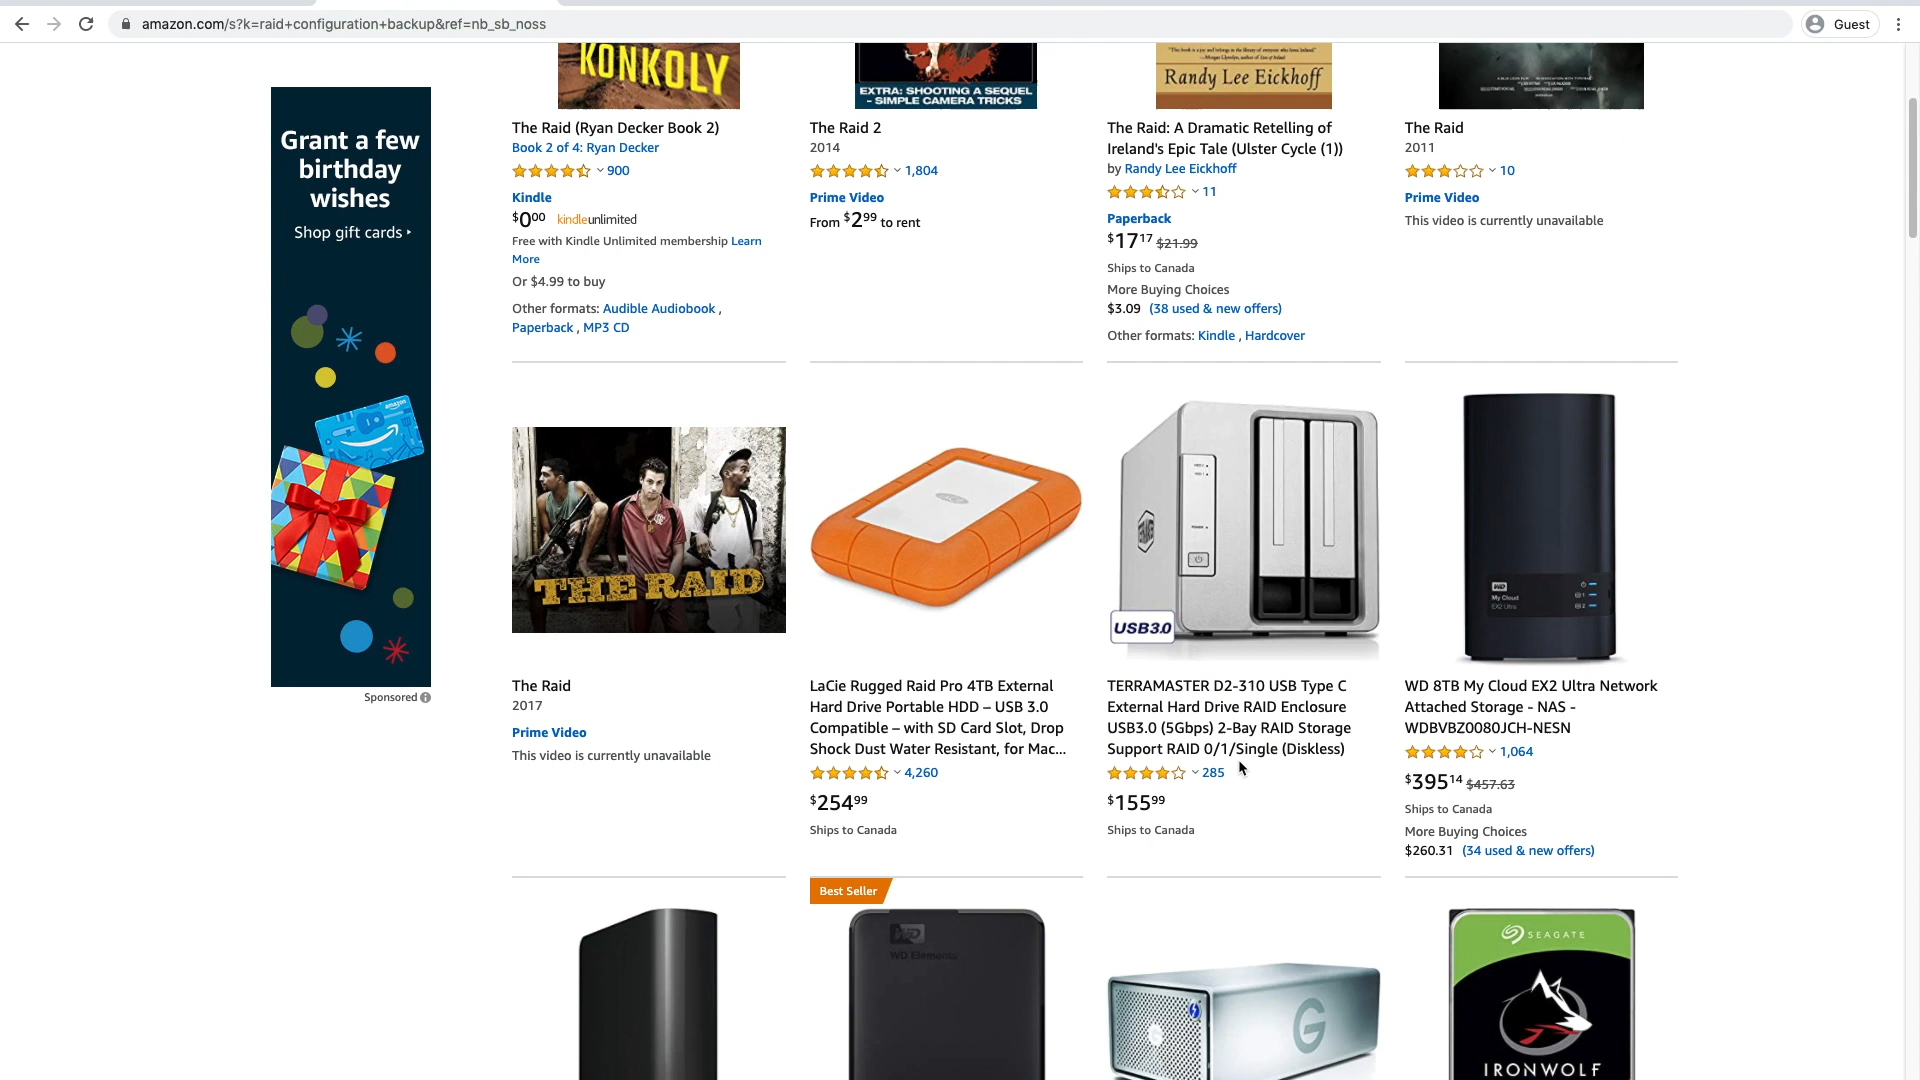 amazon.com/s?k=raid+configuration+backup&ref=nb_sb_noss
Guest
Grant a few
birthday
wishes
Shop gift cards
amazon
Sponsored
KONKOLY
EXTRA: SHOOTING A SEQUEL
- SIMPLE CAMERA TRICKS
Randy Lee Eickhoff
The Raid (Ryan Decker Book 2)
Book 2 of 4: Ryan Decker
900
Kindle
$0.00 kindleunlimited
Free with Kindle Unlimited membership Learn
More
Or $4.99 to buy
Other formats: Audible Audiobook ,
Paperback , MP3 CD
The Raid 2
2014
1,804
Prime Video
From $2.99 to rent
The Raid: A Dramatic Retelling of
Ireland's Epic Tale (Ulster Cycle (1))
by Randy Lee Eickhoff
11
Paperback
$17.17 $21.99
Ships to Canada
More Buying Choices
$3.09 (38 used & new offers)
Other formats: Kindle , Hardcover
The Raid
2011
10
Prime Video
This video is currently unavailable
THE RAID
The Raid
2017
Prime Video
This video is currently unavailable
LaCie Rugged Raid Pro 4TB External
Hard Drive Portable HDD – USB 3.0
Compatible – with SD Card Slot, Drop
Shock Dust Water Resistant, for Mac...
4,260
$254.99
Ships to Canada
USB3.0
TERRAMASTER D2-310 USB Type C
External Hard Drive RAID Enclosure
USB3.0 (5Gbps) 2-Bay RAID Storage
Support RAID 0/1/Single (Diskless)
285
$155.99
Ships to Canada
WD
My Cloud
EX2 Ultra
WD 8TB My Cloud EX2 Ultra Network
Attached Storage - NAS -
WDBVBZ0080JCH-NESN
1,064
$395.14 $457.63
Ships to Canada
More Buying Choices
$260.31 (34 used & new offers)
Best Seller
WD
WD Elements
G
SEAGATE
IRONWOLF